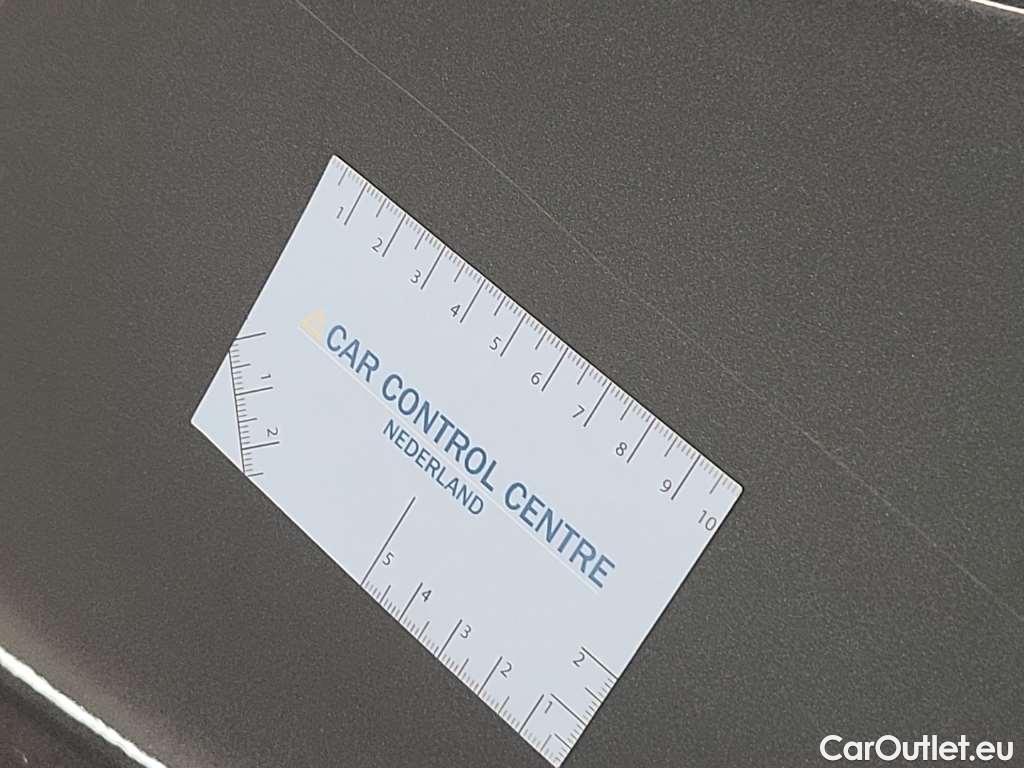 1 2 3 4 5 6 7 8 9 10
CAR CONTROL CENTRE
NEDERLAND
1 2
5 4 3 2 1
2
CarOutlet.eu